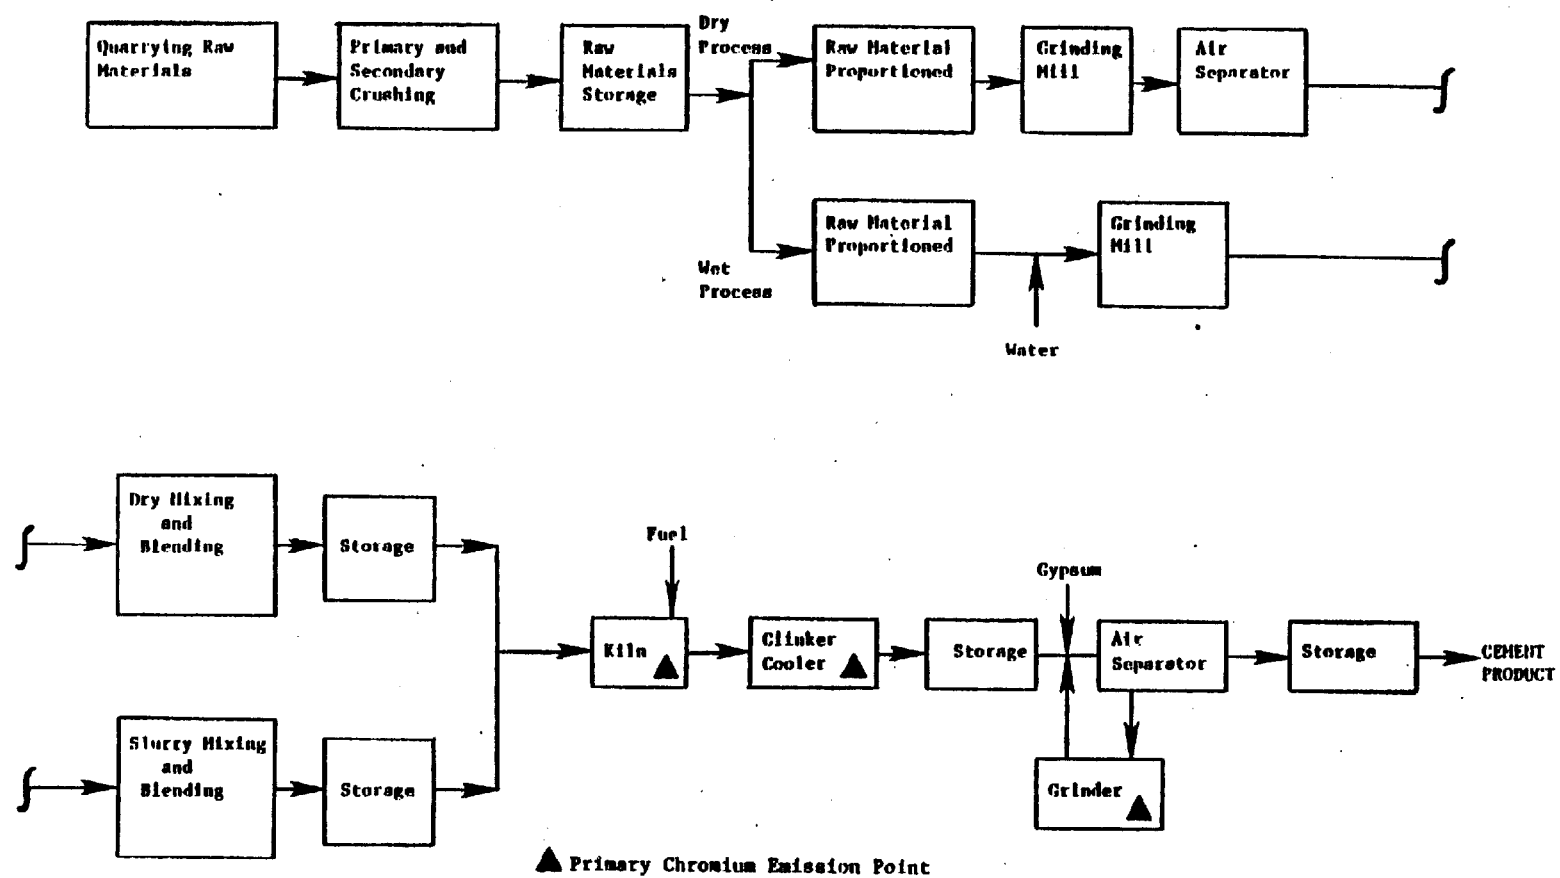 Quarrying Raw
Materials
Primary and
Secondary
Crushing
Raw
Materials
Storage
Dry
Process
Raw Material
Proportioned
Grinding
Mill
Air
Separator
Wet
Process
Raw Material
Proportioned
Grinding
Mill
Water
Dry Mixing
and
Blending
Storage
Slurry Mixing
and
Blending
Storage
Fuel
Kiln
Clinker
Cooler
Storage
Gypsum
Air
Separator
Grinder
Storage
CEMENT
PRODUCT
Primary Chromium Emission Point